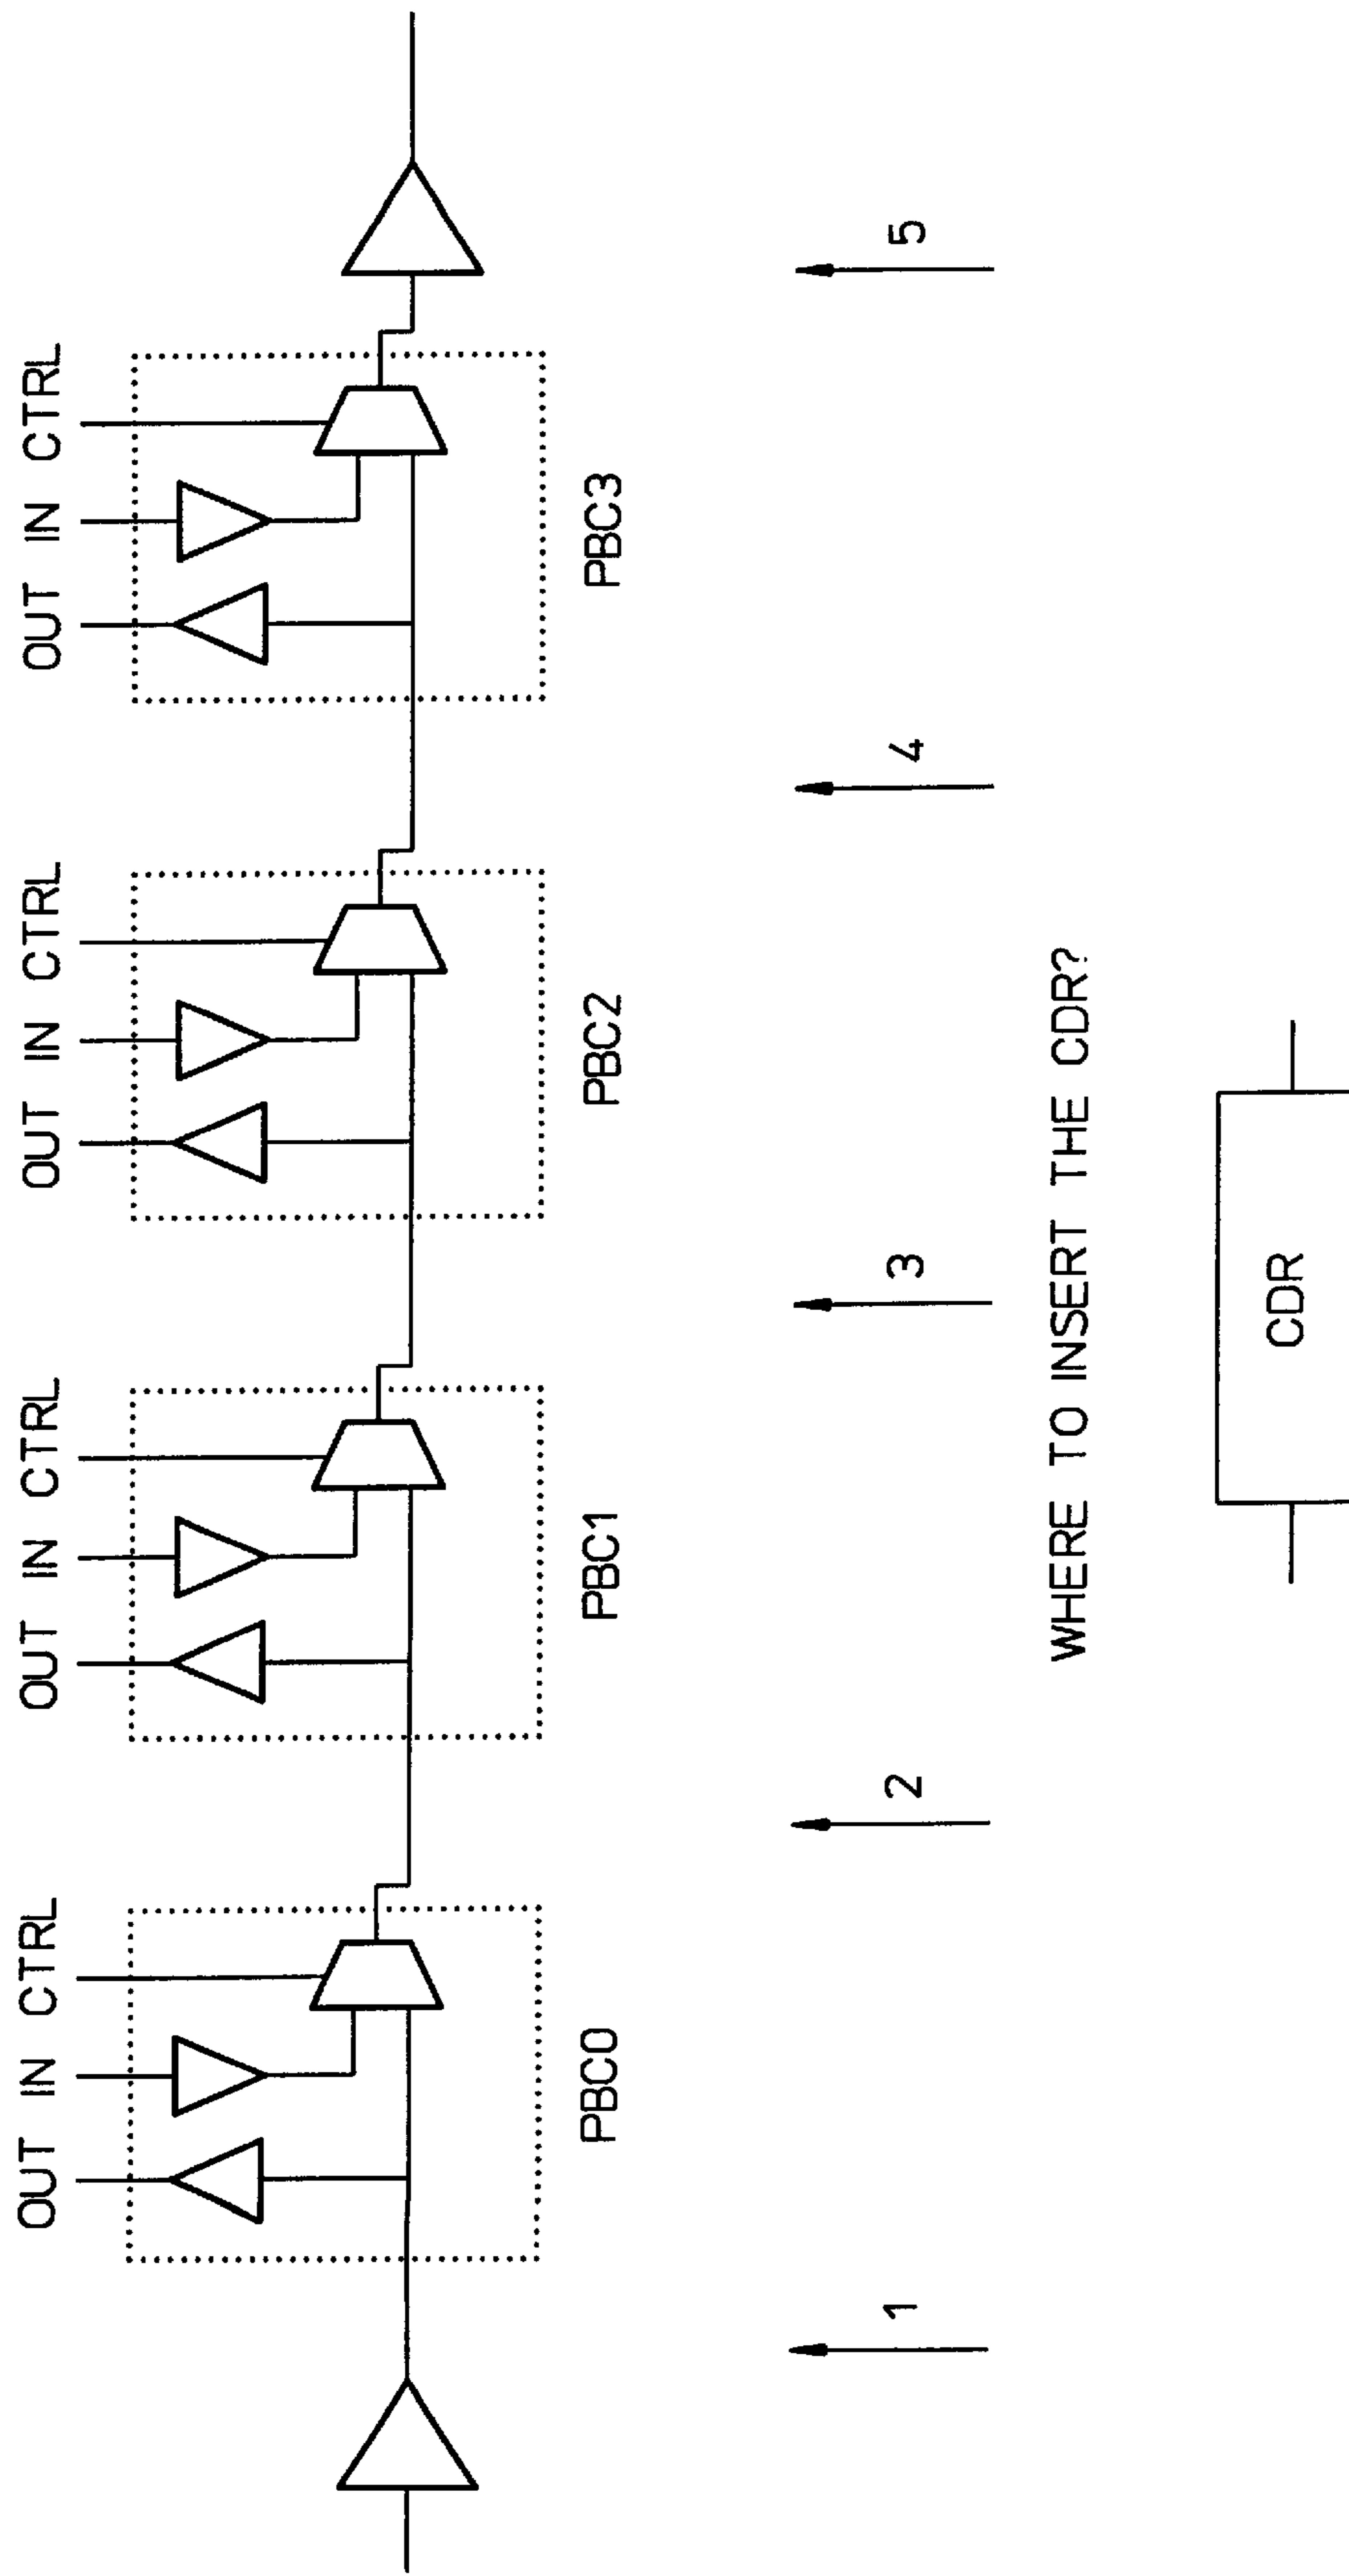 OUT IN CTRL OUT IN CTRL OUT IN CTRL OUT IN CTRL
PBC0 PBC1 PBC2 PBC3
1 2 3 4 5
WHERE TO INSERT THE CDR?
CDR